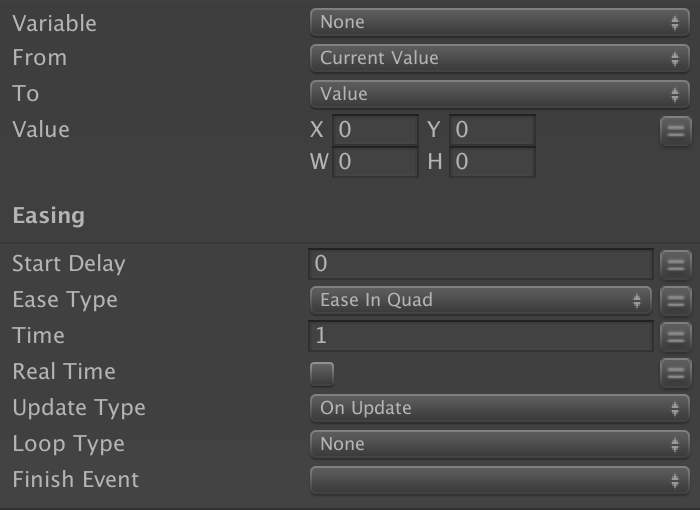 Variable None
From Current Value
To Value
Value X 0 Y 0
W 0 H 0
Easing
Start Delay 0
Ease Type Ease In Quad
Time 1
Real Time
Update Type On Update
Loop Type None
Finish Event